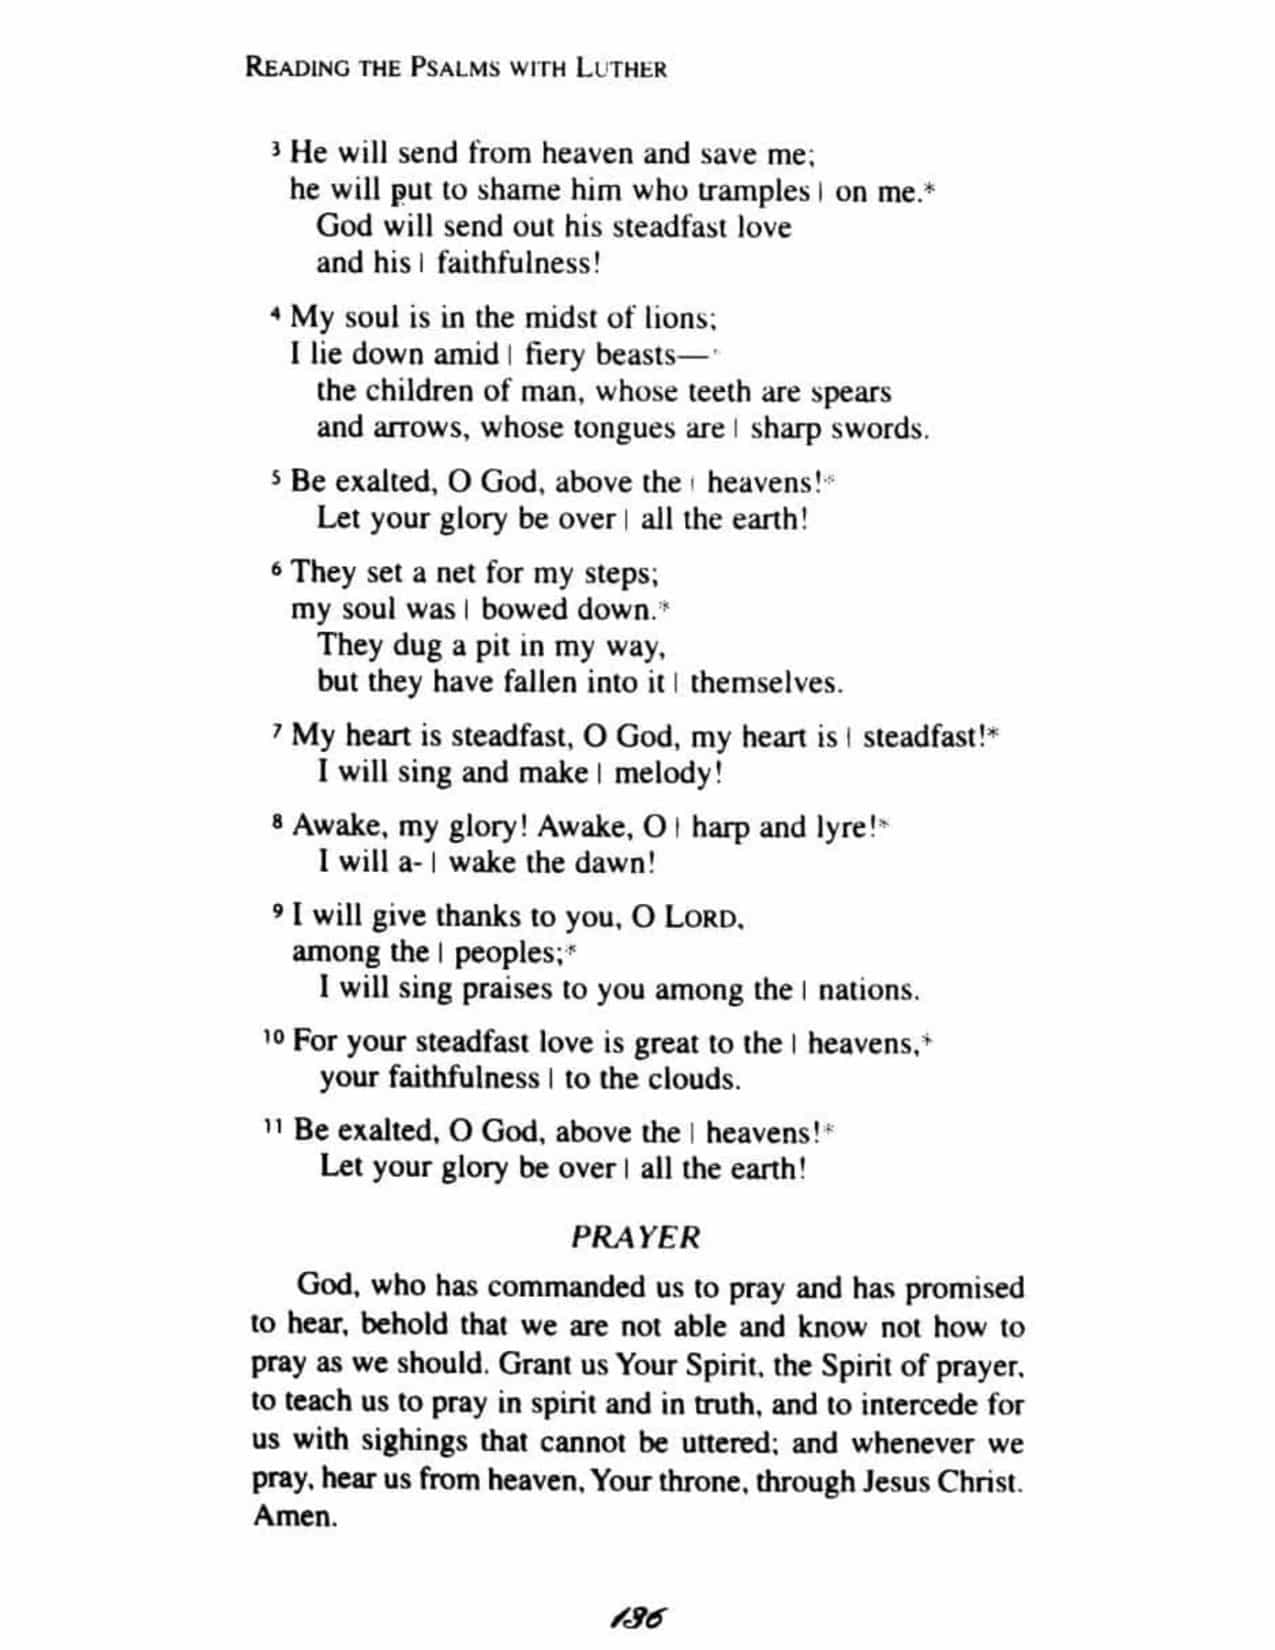 READING THE PSALMS WITH LUTHER
3 He will send from heaven and save me;
he will put to shame him who tramples | on me.*
God will send out his steadfast love
and his | faithfulness!
4 My soul is in the midst of lions;
I lie down amid | fiery beasts—*
the children of man, whose teeth are spears
and arrows, whose tongues are | sharp swords.
5 Be exalted, O God, above the | heavens!*
Let your glory be over | all the earth!
6 They set a net for my steps;
my soul was | bowed down.*
They dug a pit in my way,
but they have fallen into it | themselves.
7 My heart is steadfast, O God, my heart is | steadfast!*
I will sing and make | melody!
8 Awake, my glory! Awake, O | harp and lyre!*
I will a- | wake the dawn!
9 I will give thanks to you, O LORD,
among the | peoples;*
I will sing praises to you among the | nations.
10 For your steadfast love is great to the | heavens,*
your faithfulness | to the clouds.
11 Be exalted, O God, above the | heavens!*
Let your glory be over | all the earth!
PRAYER
God, who has commanded us to pray and has promised
to hear, behold that we are not able and know not how to
pray as we should. Grant us Your Spirit, the Spirit of prayer,
to teach us to pray in spirit and in truth, and to intercede for
us with sighings that cannot be uttered; and whenever we
pray, hear us from heaven, Your throne, through Jesus Christ.
Amen.
136